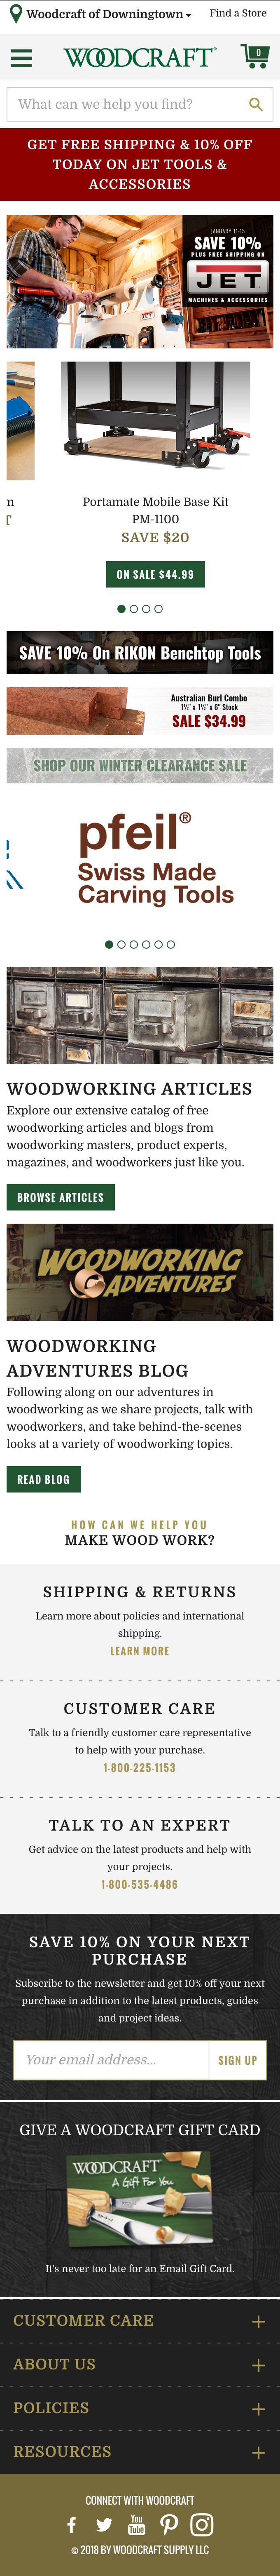 Woodcraft of Downingtown
Find a Store
WOODCRAFT®
0
What can we help you find?
GET FREE SHIPPING & 10% OFF
TODAY ON JET TOOLS &
ACCESSORIES
JANUARY 11-15
SAVE 10%
PLUS FREE SHIPPING ON
JET
MACHINES & ACCESSORIES
JET
n
T
Portamate Mobile Base Kit
PM-1100
SAVE $20
ON SALE $44.99
SAVE 10% On RIKON Benchtop Tools
Australian Burl Combo
1½" x 1½" x 6" Stock
SALE $34.99
SHOP OUR WINTER CLEARANCE SALE
pfeil®
Swiss Made
Carving Tools
WOODWORKING ARTICLES
Explore our extensive catalog of free
woodworking articles and blogs from
woodworking masters, product experts,
magazines, and woodworkers just like you.
BROWSE ARTICLES
WOODWORKING
ADVENTURES
WOODWORKING
ADVENTURES BLOG
Following along on our adventures in
woodworking as we share projects, talk with
woodworkers, and take behind-the-scenes
looks at a variety of woodworking topics.
READ BLOG
HOW CAN WE HELP YOU
MAKE WOOD WORK?
SHIPPING & RETURNS
Learn more about policies and international
shipping.
LEARN MORE
CUSTOMER CARE
Talk to a friendly customer care representative
to help with your purchase.
1-800-225-1153
TALK TO AN EXPERT
Get advice on the latest products and help with
your projects.
1-800-535-4486
SAVE 10% ON YOUR NEXT
PURCHASE
Subscribe to the newsletter and get 10% off your next
purchase in addition to the latest products, guides
and project ideas.
Your email address...
SIGN UP
GIVE A WOODCRAFT GIFT CARD
WOODCRAFT
A Gift For You
It's never too late for an Email Gift Card.
CUSTOMER CARE
ABOUT US
POLICIES
RESOURCES
CONNECT WITH WOODCRAFT
You
Tube
© 2018 BY WOODCRAFT SUPPLY LLC